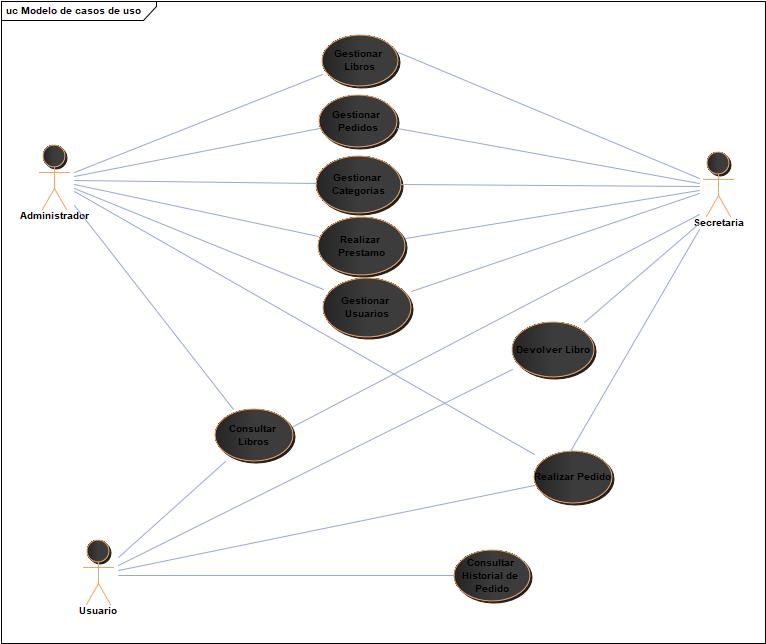 uc Modelo de casos de uso
Gestionar
Libros
Gestionar
Pedidos
Gestionar
Categorias
Administrador
Secretaria
Realizar
Prestamo
Gestionar
Usuarios
Devolver Libro
Consultar
Libros
Realizar Pedido
Consultar
Historial de
Pedido
Usuario